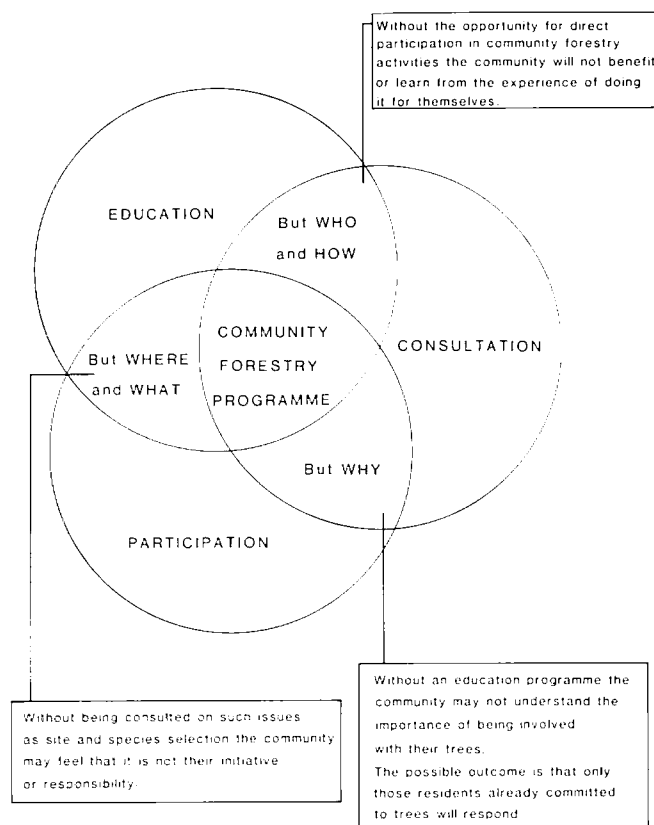 Without the opportunity for direct
participation in community forestry
activities the community will not benefit
or learn from the experience of doing
it for themselves.
EDUCATION
But WHO
and HOW
COMMUNITY
FORESTRY
PROGRAMME
CONSULTATION
But WHERE
and WHAT
But WHY
PARTICIPATION
Without being consulted on such issues
as site and species selection the community
may feel that it is not their initiative
or responsibility.
Without an education programme the
community may not understand the
importance of being involved
with their trees.
The possible outcome is that only
those residents already committed
to trees will respond